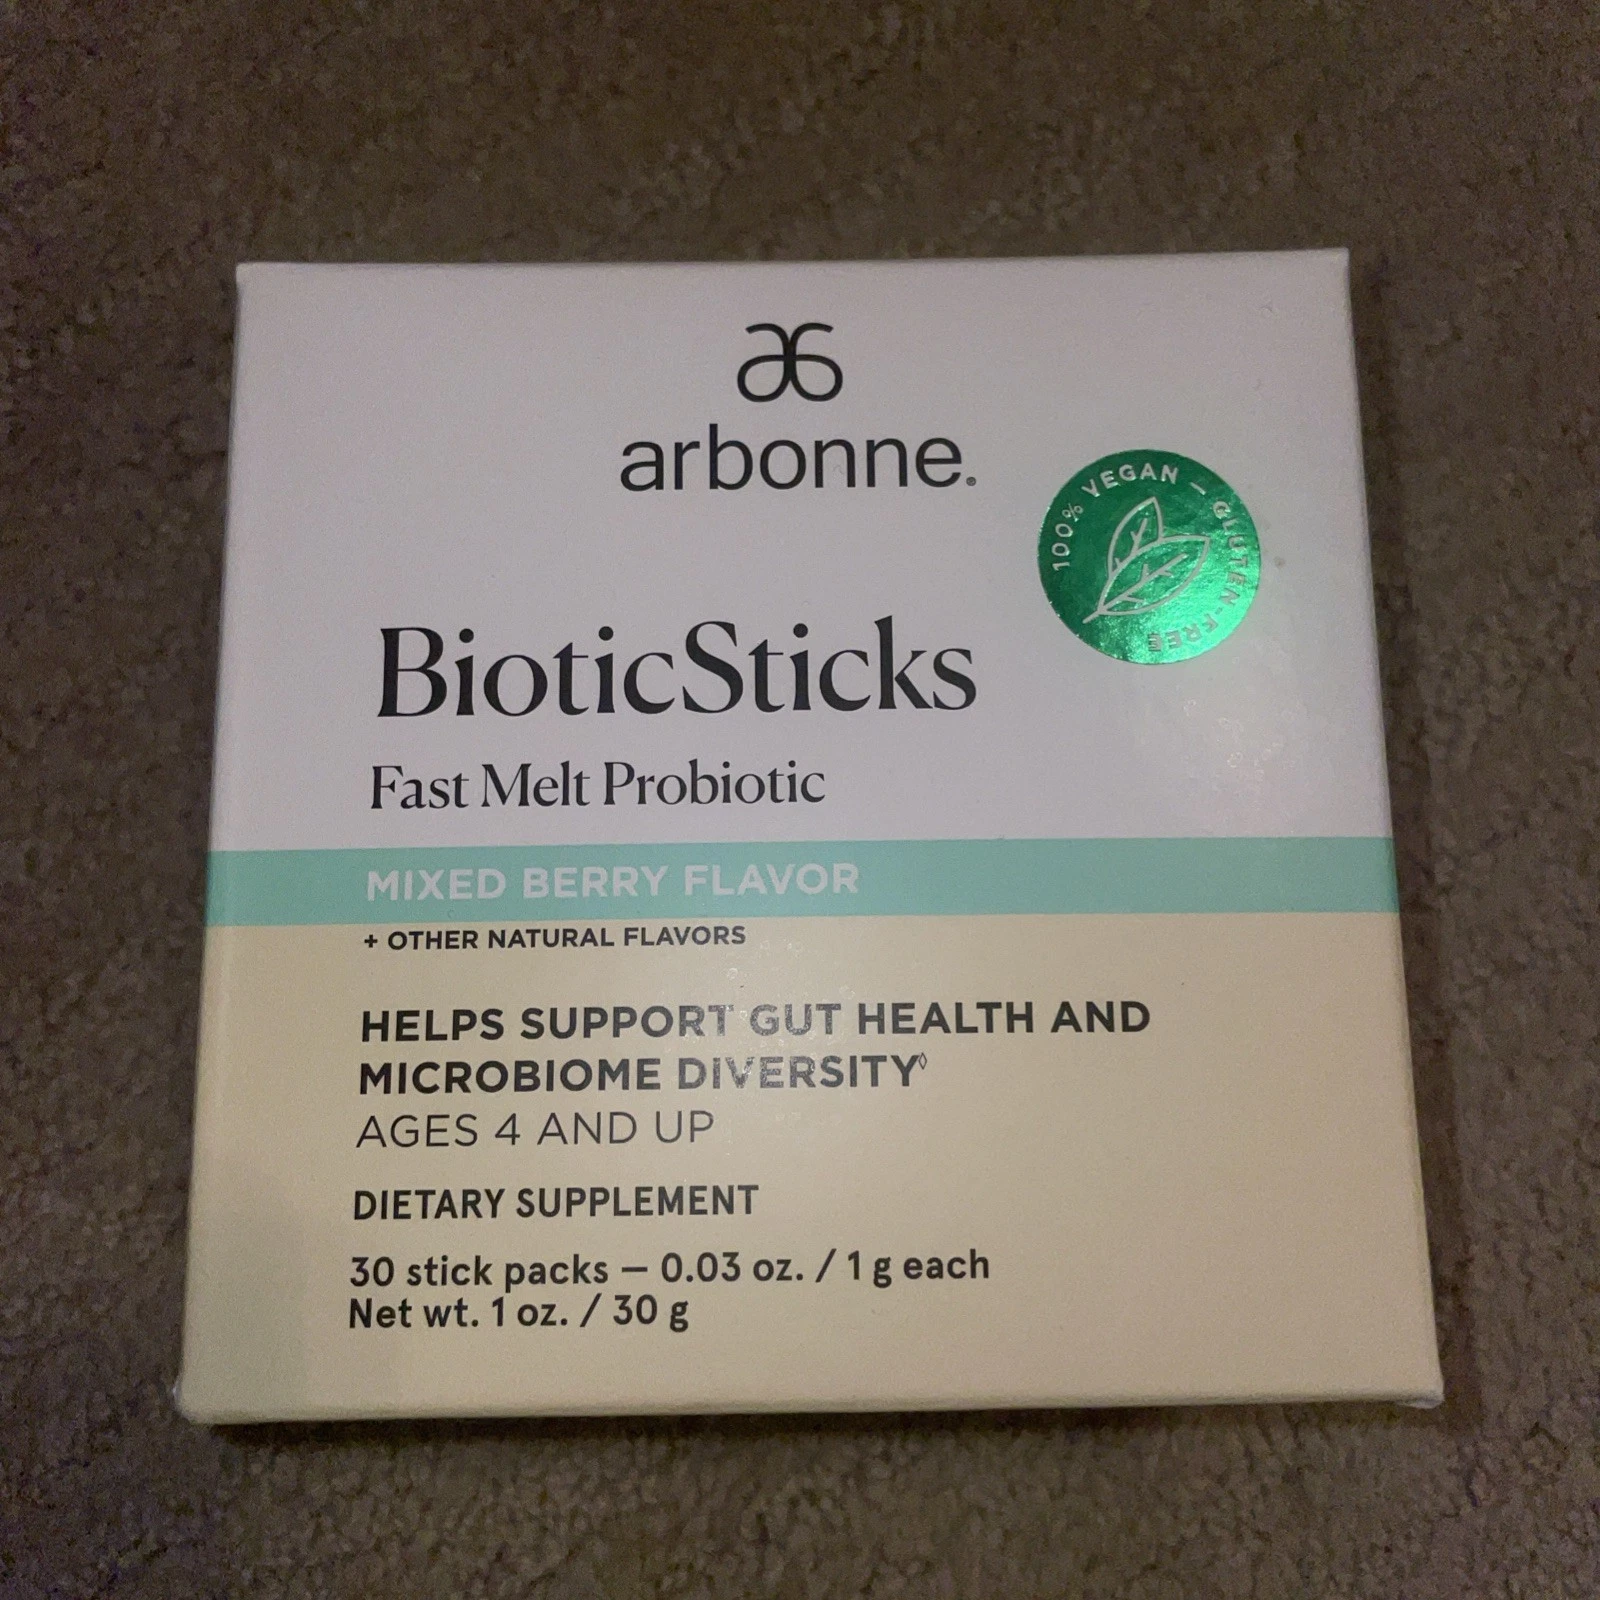 arbonne®
100% VEGAN – GLUTEN-FREE
BioticSticks
Fast Melt Probiotic
MIXED BERRY FLAVOR
+ OTHER NATURAL FLAVORS
HELPS SUPPORT GUT HEALTH AND
MICROBIOME DIVERSITY◊
AGES 4 AND UP
DIETARY SUPPLEMENT
30 stick packs — 0.03 oz. / 1 g each
Net wt. 1 oz. / 30 g